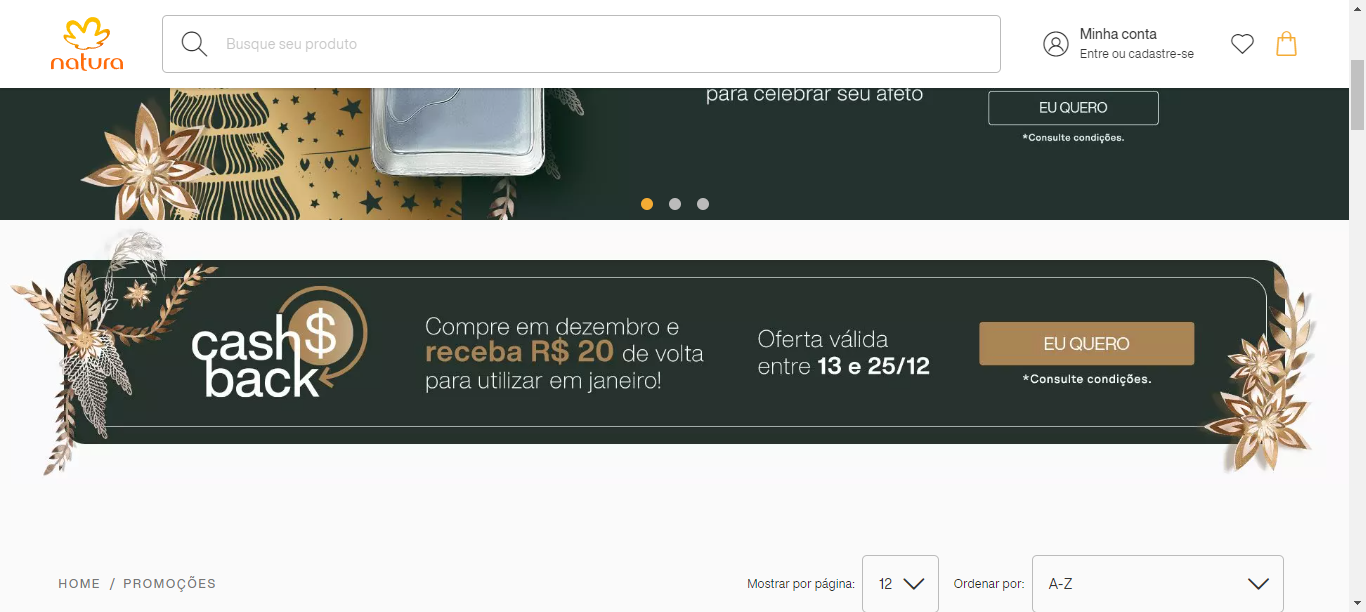 natura
Busque seu produto
Minha conta
Entre ou cadastre-se
para celebrar seu afeto
EU QUERO
*Consulte condições.
cash$
back
Compre em dezembro e
receba R$ 20 de volta
para utilizar em janeiro!
Oferta válida
entre 13 e 25/12
EU QUERO
*Consulte condições.
HOME / PROMOÇÕES
Mostrar por página: 12
Ordenar por: A-Z